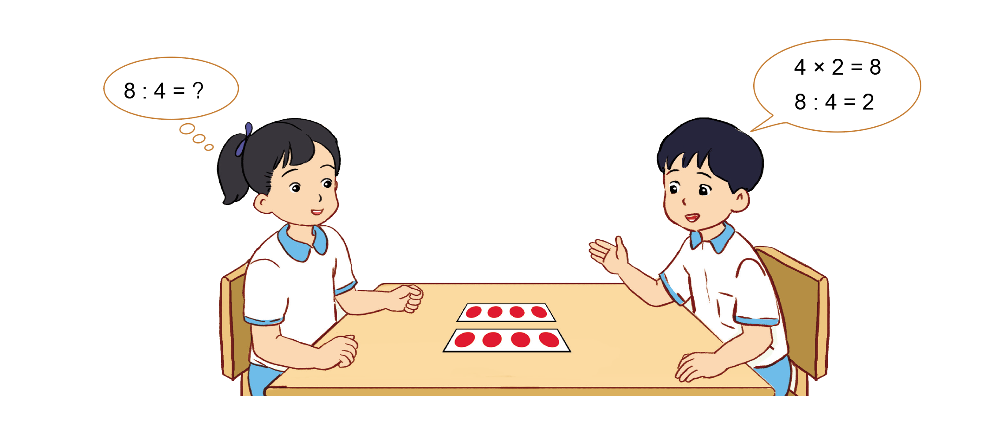 8 : 4 = ?
4 × 2 = 8
8 : 4 = 2